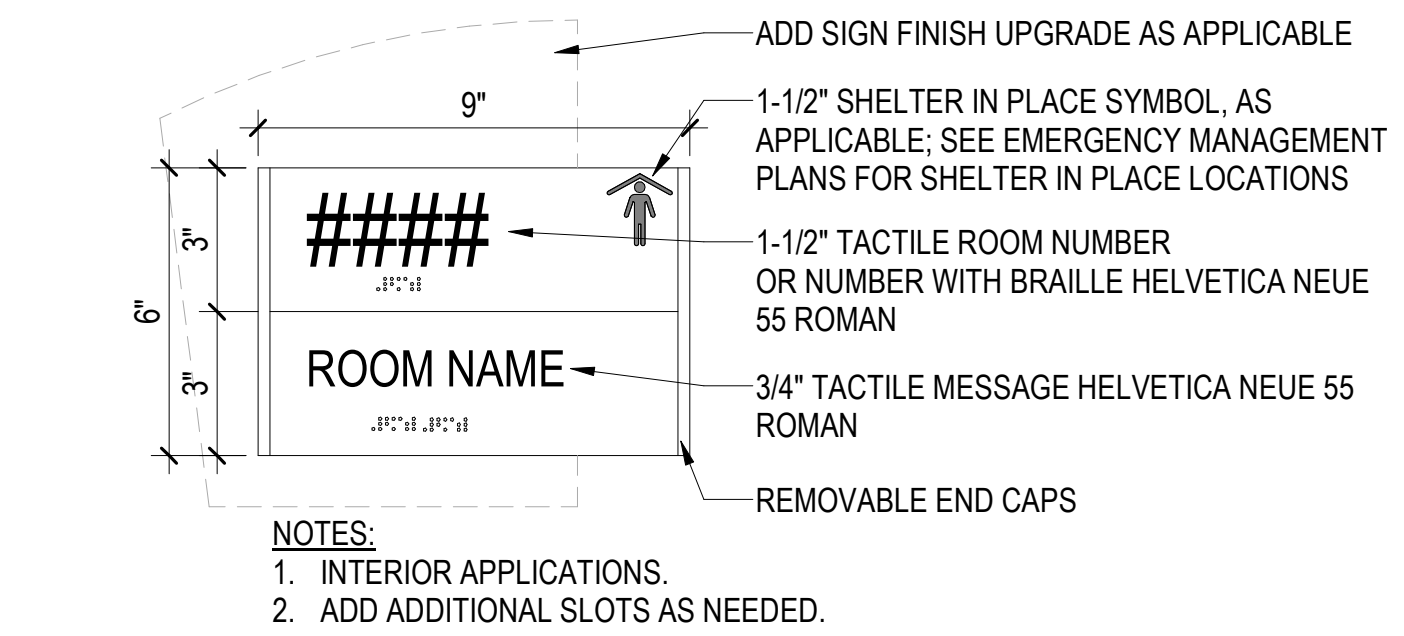 ADD SIGN FINISH UPGRADE AS APPLICABLE
9"
1-1/2" SHELTER IN PLACE SYMBOL, AS
APPLICABLE; SEE EMERGENCY MANAGEMENT
PLANS FOR SHELTER IN PLACE LOCATIONS
####
3"
1-1/2" TACTILE ROOM NUMBER
OR NUMBER WITH BRAILLE HELVETICA NEUE
55 ROMAN
6"
ROOM NAME
3"
3/4" TACTILE MESSAGE HELVETICA NEUE 55
ROMAN
REMOVABLE END CAPS
NOTES:
1. INTERIOR APPLICATIONS.
2. ADD ADDITIONAL SLOTS AS NEEDED.